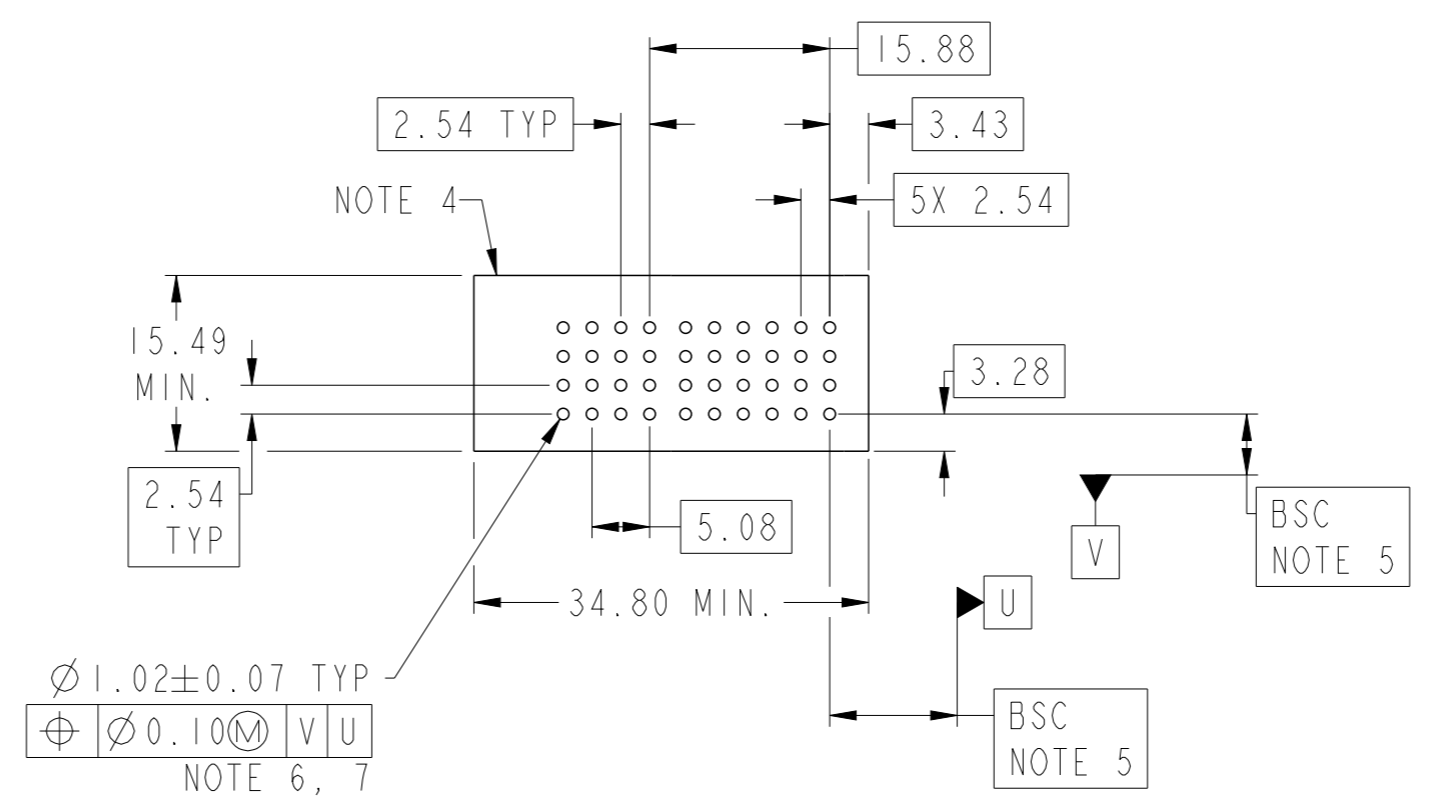 15.88
2.54 TYP
3.43
NOTE 4
5X 2.54
15.49
MIN.
3.28
2.54
TYP
5.08
BSC
NOTE 5
V
34.80 MIN.
U
Ø1.02±0.07 TYP
⌖ Ø0.10Ⓜ V U
NOTE 6, 7
BSC
NOTE 5